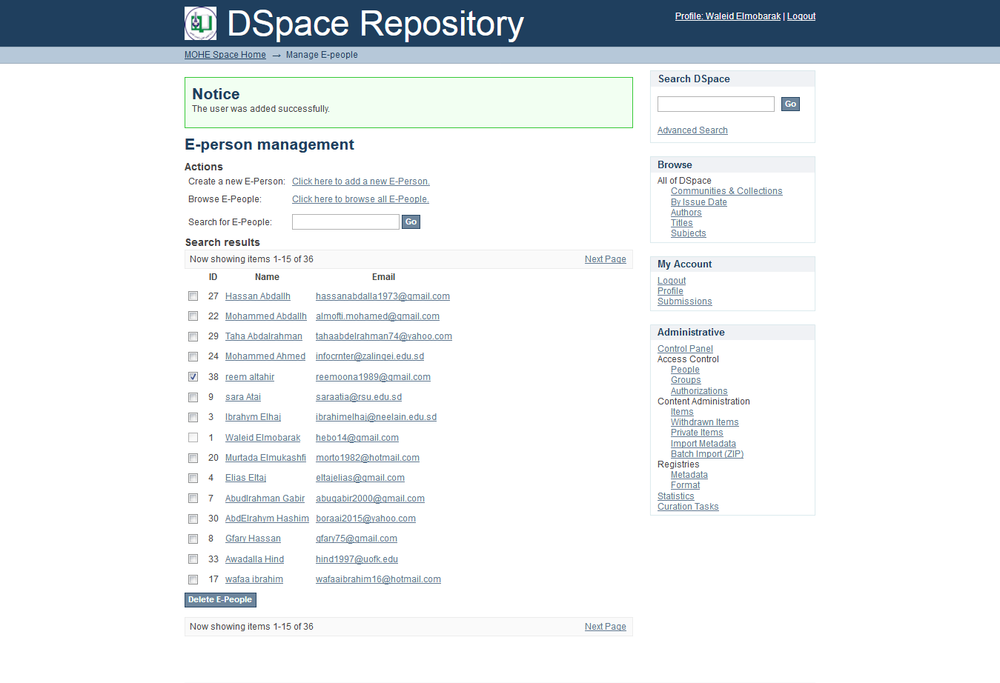 DSpace Repository
Profile: Waleid Elmobarak | Logout
MOHE Space Home → Manage E-people
Notice
The user was added successfully.
E-person management
Actions
Create a new E-Person: Click here to add a new E-Person.
Browse E-People: Click here to browse all E-People.
Search for E-People: Go
Search results
Now showing items 1-15 of 36 Next Page
ID Name Email
27 Hassan Abdallh hassanabdalla1973@gmail.com
22 Mohammed Abdallh almofti.mohamed@gmail.com
29 Taha Abdalrahman tahaabdelrahman74@yahoo.com
24 Mohammed Ahmed infocrnter@zalingei.edu.sd
38 reem altahir reemoona1989@gmail.com
9 sara Atai saraatia@rsu.edu.sd
3 Ibrahym Elhaj ibrahimelhaj@neelain.edu.sd
1 Waleid Elmobarak hebo14@gmail.com
20 Murtada Elmukashfi morto1982@hotmail.com
4 Elias Eltaj eltajelias@gmail.com
7 Abudlrahman Gabir abugabir2000@gmail.com
30 AbdElrahym Hashim boraai2015@yahoo.com
8 Gfary Hassan gfary75@gmail.com
33 Awadalla Hind hind1997@uofk.edu
17 wafaa ibrahim wafaaibrahim16@hotmail.com
Delete E-People
Now showing items 1-15 of 36 Next Page
Search DSpace
Go
Advanced Search
Browse
All of DSpace
Communities & Collections
By Issue Date
Authors
Titles
Subjects
My Account
Logout
Profile
Submissions
Administrative
Control Panel
Access Control
People
Groups
Authorizations
Content Administration
Items
Withdrawn Items
Private Items
Import Metadata
Batch Import (ZIP)
Registries
Metadata
Format
Statistics
Curation Tasks